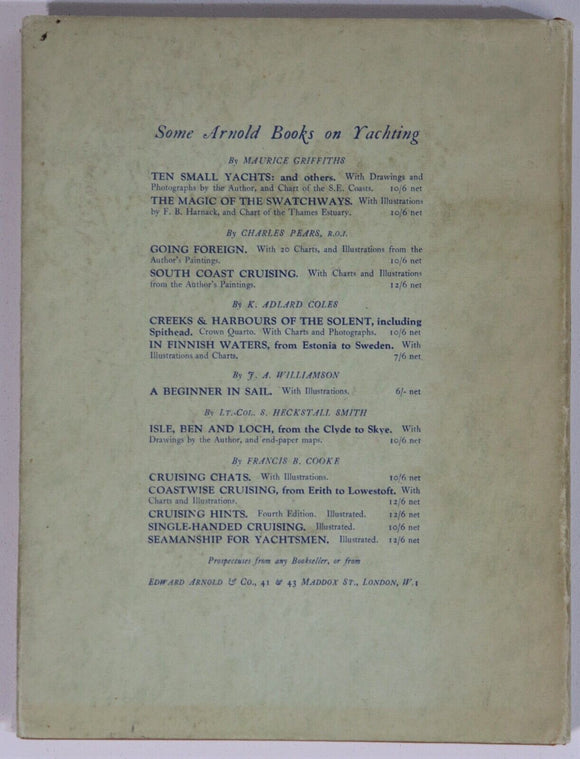 Some Arnold Books on Yachting
By MAURICE GRIFFITHS
TEN SMALL YACHTS: and others. With Drawings and
Photographs by the Author, and Chart of the S.E. Coasts. 10/6 net
THE MAGIC OF THE SWATCHWAYS. With Illustrations
by F. B. Harnack, and Chart of the Thames Estuary. 10/6 net
By CHARLES PEARS, R.O.I.
GOING FOREIGN. With 20 Charts, and Illustrations from the
Author's Paintings. 10/6 net
SOUTH COAST CRUISING. With Charts and Illustrations
from the Author's Paintings. 12/6 net
By K. ADLARD COLES
CREEKS & HARBOURS OF THE SOLENT, including
Spithead. Crown Quarto. With Charts and Photographs. 10/6 net
IN FINNISH WATERS, from Estonia to Sweden. With
Illustrations and Charts. 7/6 net
By J. A. WILLIAMSON
A BEGINNER IN SAIL. With Illustrations. 6/- net
By LT.-COL. S. HECKSTALL SMITH
ISLE, BEN AND LOCH, from the Clyde to Skye. With
Drawings by the Author, and end-paper maps. 10/6 net
By FRANCIS B. COOKE
CRUISING CHATS. With Illustrations. 10/6 net
COASTWISE CRUISING, from Erith to Lowestoft. With
Charts and Illustrations. 12/6 net
CRUISING HINTS. Fourth Edition. Illustrated. 12/6 net
SINGLE-HANDED CRUISING. Illustrated. 10/6 net
SEAMANSHIP FOR YACHTSMEN. Illustrated. 12/6 net
Prospectuses from any Bookseller, or from
EDWARD ARNOLD & CO., 41 & 43 MADDOX ST., LONDON, W.1